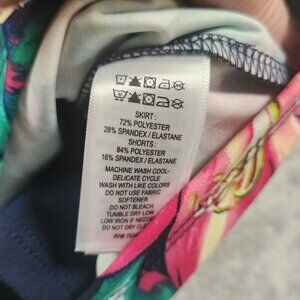 SKIRT:
72% POLYESTER
28% SPANDEX / ELASTANE
SHORTS:
84% POLYESTER
16% SPANDEX / ELASTANE
MACHINE WASH COOL-
DELICATE CYCLE
WASH WITH LIKE COLORS
DO NOT USE FABRIC
SOFTENER
DO NOT BLEACH
TUMBLE DRY LOW
LOW IRON IF NEEDED
DO NOT DRY CLEAN
RN#